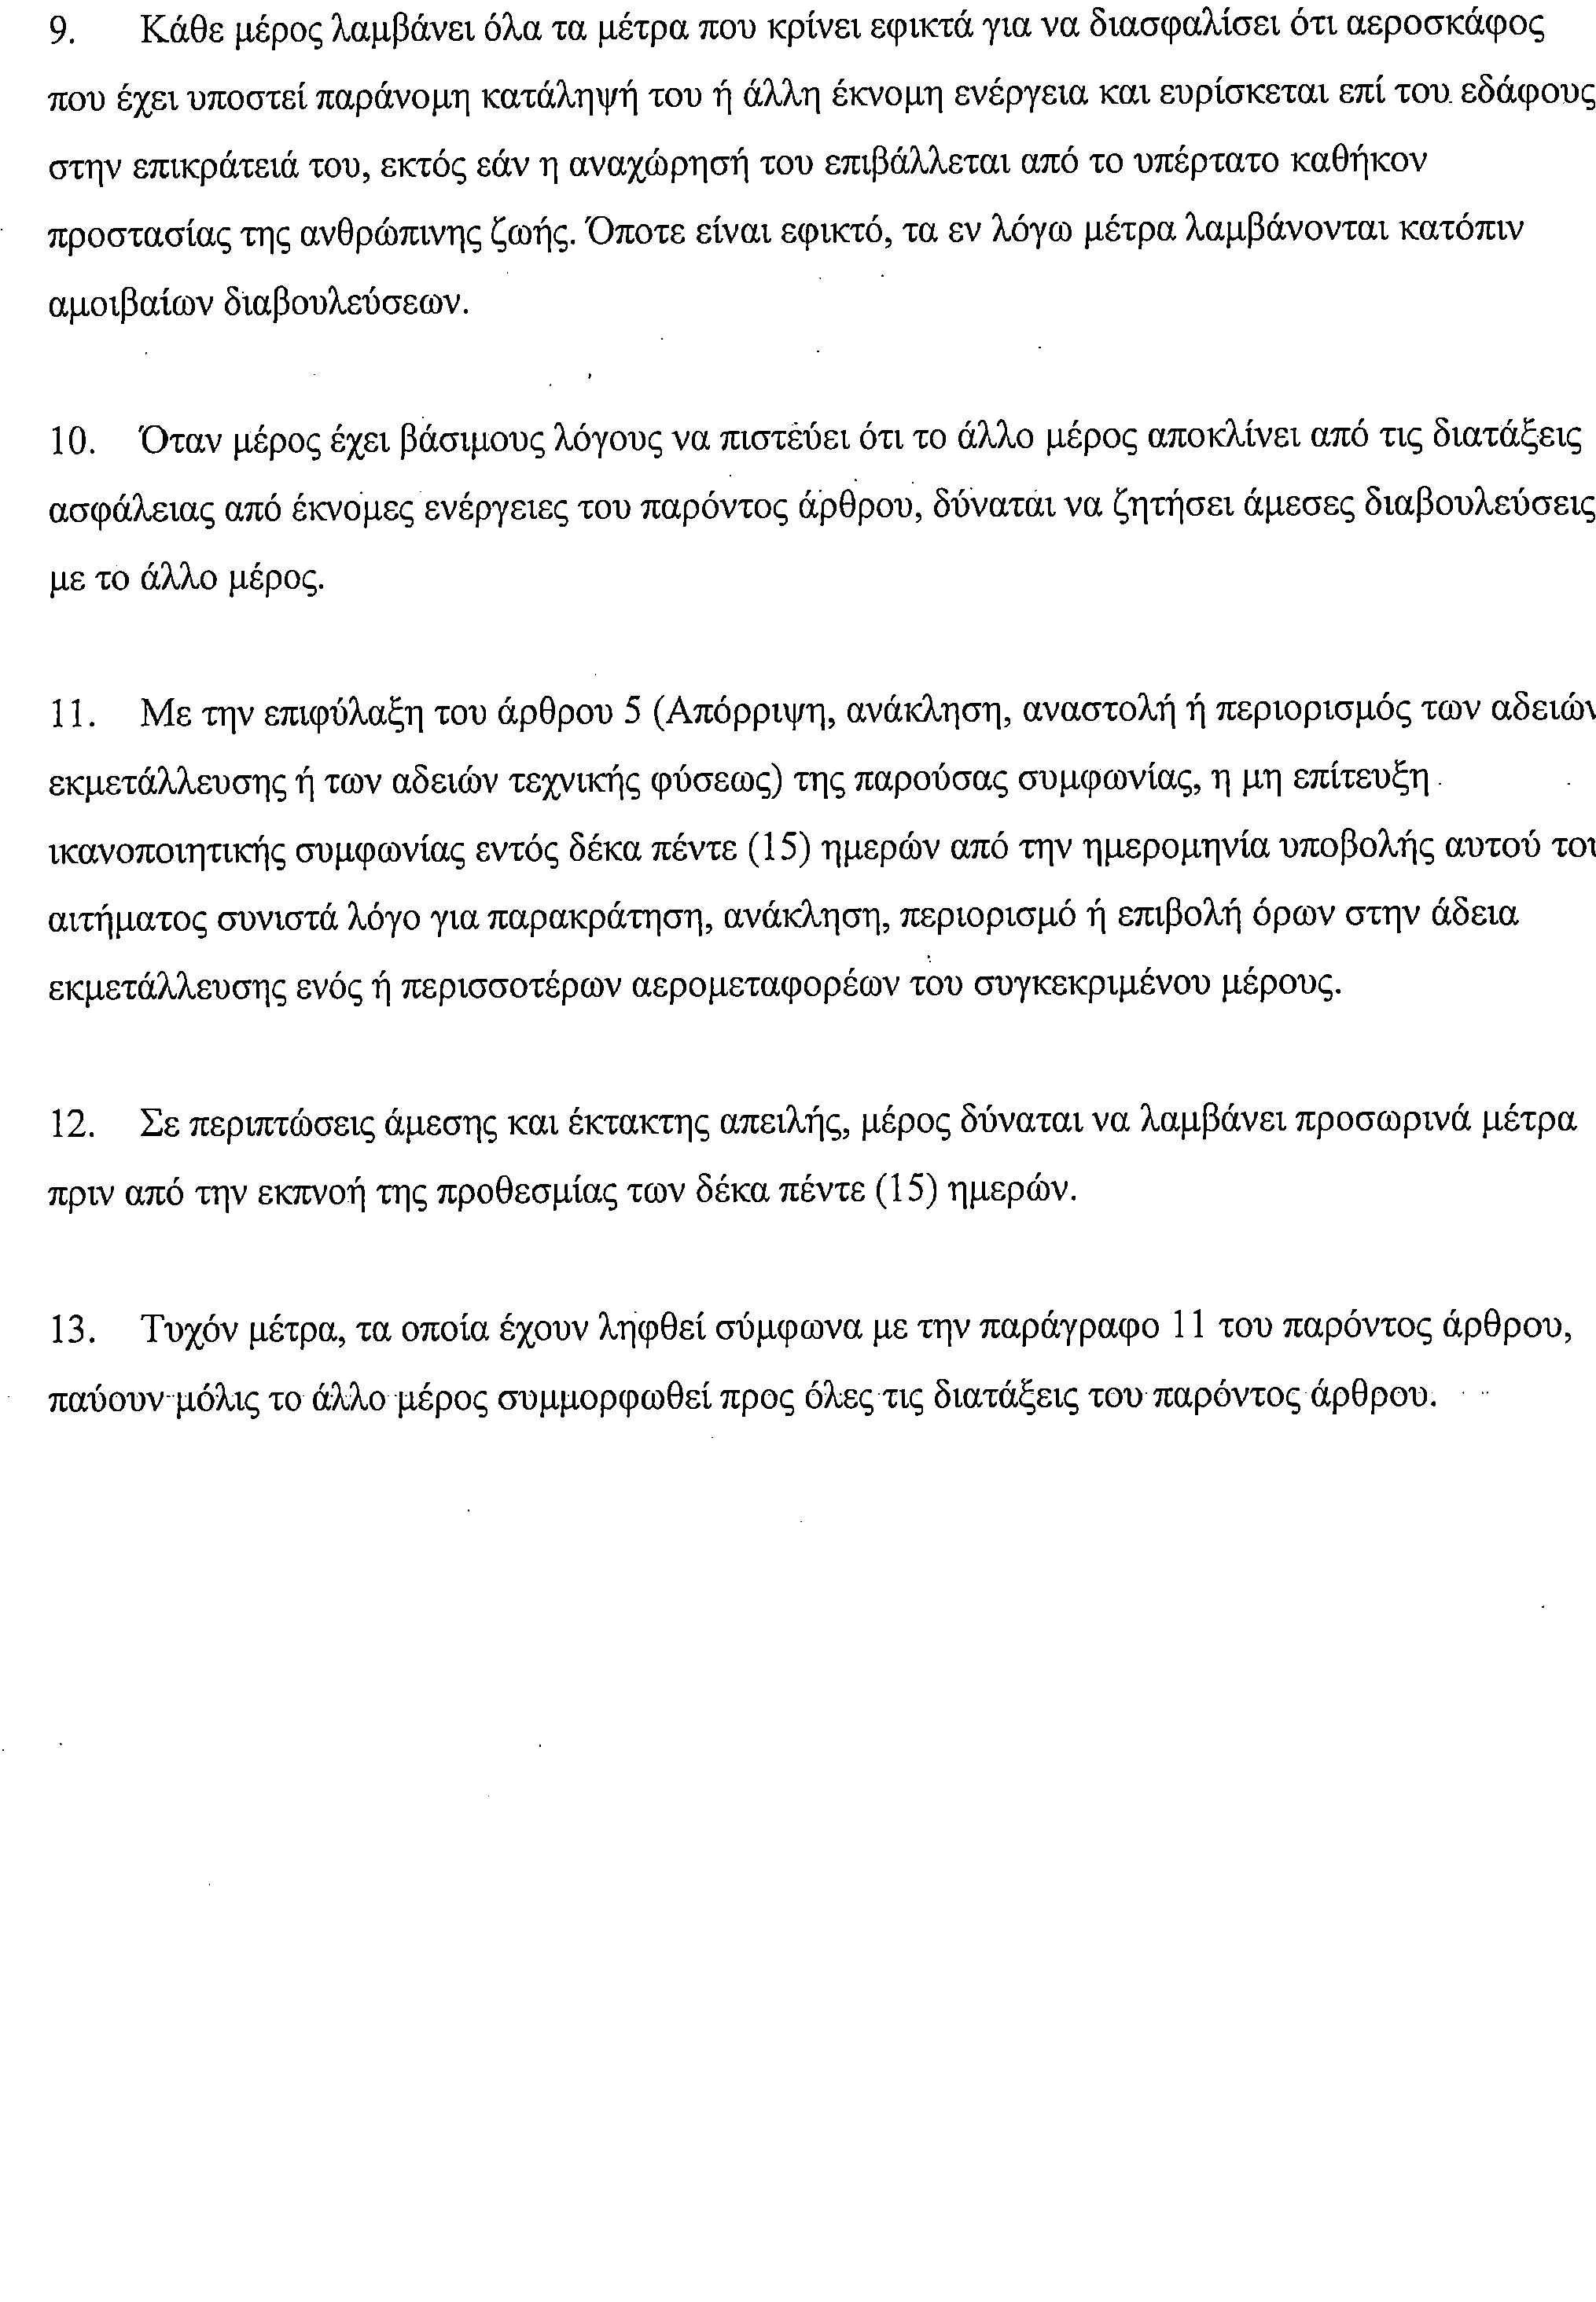 9. Κάθε μέρος λαμβάνει όλα τα μέτρα που κρίνει εφικτά για να διασφαλίσει ότι αεροσκάφος
που έχει υποστεί παράνομη κατάληψή του ή άλλη έκνομη ενέργεια και ευρίσκεται επί του εδάφους
στην επικράτειά του, εκτός εάν η αναχώρησή του επιβάλλεται από το υπέρτατο καθήκον
προστασίας της ανθρώπινης ζωής. Όποτε είναι εφικτό, τα εν λόγω μέτρα λαμβάνονται κατόπιν
αμοιβαίων διαβουλεύσεων.
10. Όταν μέρος έχει βάσιμους λόγους να πιστεύει ότι το άλλο μέρος αποκλίνει από τις διατάξεις
ασφάλειας από έκνομες ενέργειες του παρόντος άρθρου, δύναται να ζητήσει άμεσες διαβουλεύσεις
με το άλλο μέρος.
11. Με την επιφύλαξη του άρθρου 5 (Απόρριψη, ανάκληση, αναστολή ή περιορισμός των αδειών
εκμετάλλευσης ή των αδειών τεχνικής φύσεως) της παρούσας συμφωνίας, η μη επίτευξη
ικανοποιητικής συμφωνίας εντός δέκα πέντε (15) ημερών από την ημερομηνία υποβολής αυτού του
αιτήματος συνιστά λόγο για παρακράτηση, ανάκληση, περιορισμό ή επιβολή όρων στην άδεια
εκμετάλλευσης ενός ή περισσοτέρων αερομεταφορέων του συγκεκριμένου μέρους.
12. Σε περιπτώσεις άμεσης και έκτακτης απειλής, μέρος δύναται να λαμβάνει προσωρινά μέτρα
πριν από την εκπνοή της προθεσμίας των δέκα πέντε (15) ημερών.
13. Τυχόν μέτρα, τα οποία έχουν ληφθεί σύμφωνα με την παράγραφο 11 του παρόντος άρθρου,
παύουν μόλις το άλλο μέρος συμμορφωθεί προς όλες τις διατάξεις του παρόντος άρθρου.